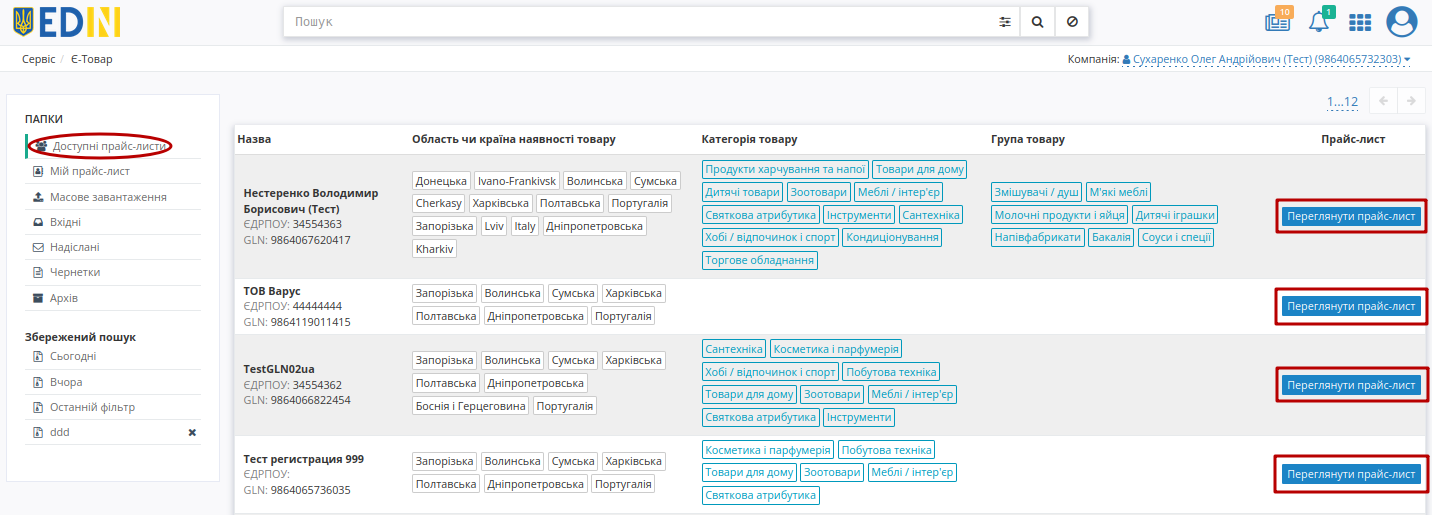 EDIN
Пошук
10
1
Сервіс / Є-Товар
Компанія: Сухаренко Олег Андрійович (Тест) (9864065732303)
1...12
ПАПКИ
Доступні прайс-листи
Мій прайс-лист
Масове завантаження
Вхідні
Надіслані
Чернетки
Архів
Збережений пошук
Сьогодні
Вчора
Останній фільтр
ddd
Назва Область чи країна наявності товару Категорія товару Група товару Прайс-лист
Нестеренко Володимир
Борисович (Тест)
ЄДРПОУ: 34554363
GLN: 9864067620417
Донецька Ivano-Frankivsk Волинська Сумська
Cherkasy Харківська Полтавська Португалія
Запорізька Lviv Italy Дніпропетровська
Kharkiv
Продукти харчування та напої Товари для дому
Дитячі товари Зоотовари Меблі / інтер'єр
Святкова атрибутика Інструменти Сантехніка
Хобі / відпочинок і спорт Кондиціонування
Торгове обладнання
Змішувачі / душ М'які меблі
Молочні продукти і яйця Дитячі іграшки
Напівфабрикати Бакалія Соуси і спеції
Переглянути прайс-лист
ТОВ Варус
ЄДРПОУ: 44444444
GLN: 9864119011415
Запорізька Волинська Сумська Харківська
Полтавська Дніпропетровська Португалія
Переглянути прайс-лист
TestGLN02ua
ЄДРПОУ: 34554362
GLN: 9864066822454
Запорізька Волинська Сумська Харківська
Полтавська Дніпропетровська
Боснія і Герцеговина Португалія
Сантехніка Косметика і парфумерія
Хобі / відпочинок і спорт Побутова техніка
Товари для дому Зоотовари Меблі / інтер'єр
Святкова атрибутика Інструменти
Переглянути прайс-лист
Тест регистрация 999
ЄДРПОУ:
GLN: 9864065736035
Запорізька Волинська Сумська Харківська
Полтавська Дніпропетровська Португалія
Косметика і парфумерія Побутова техніка
Товари для дому Зоотовари Меблі / інтер'єр
Святкова атрибутика
Переглянути прайс-лист